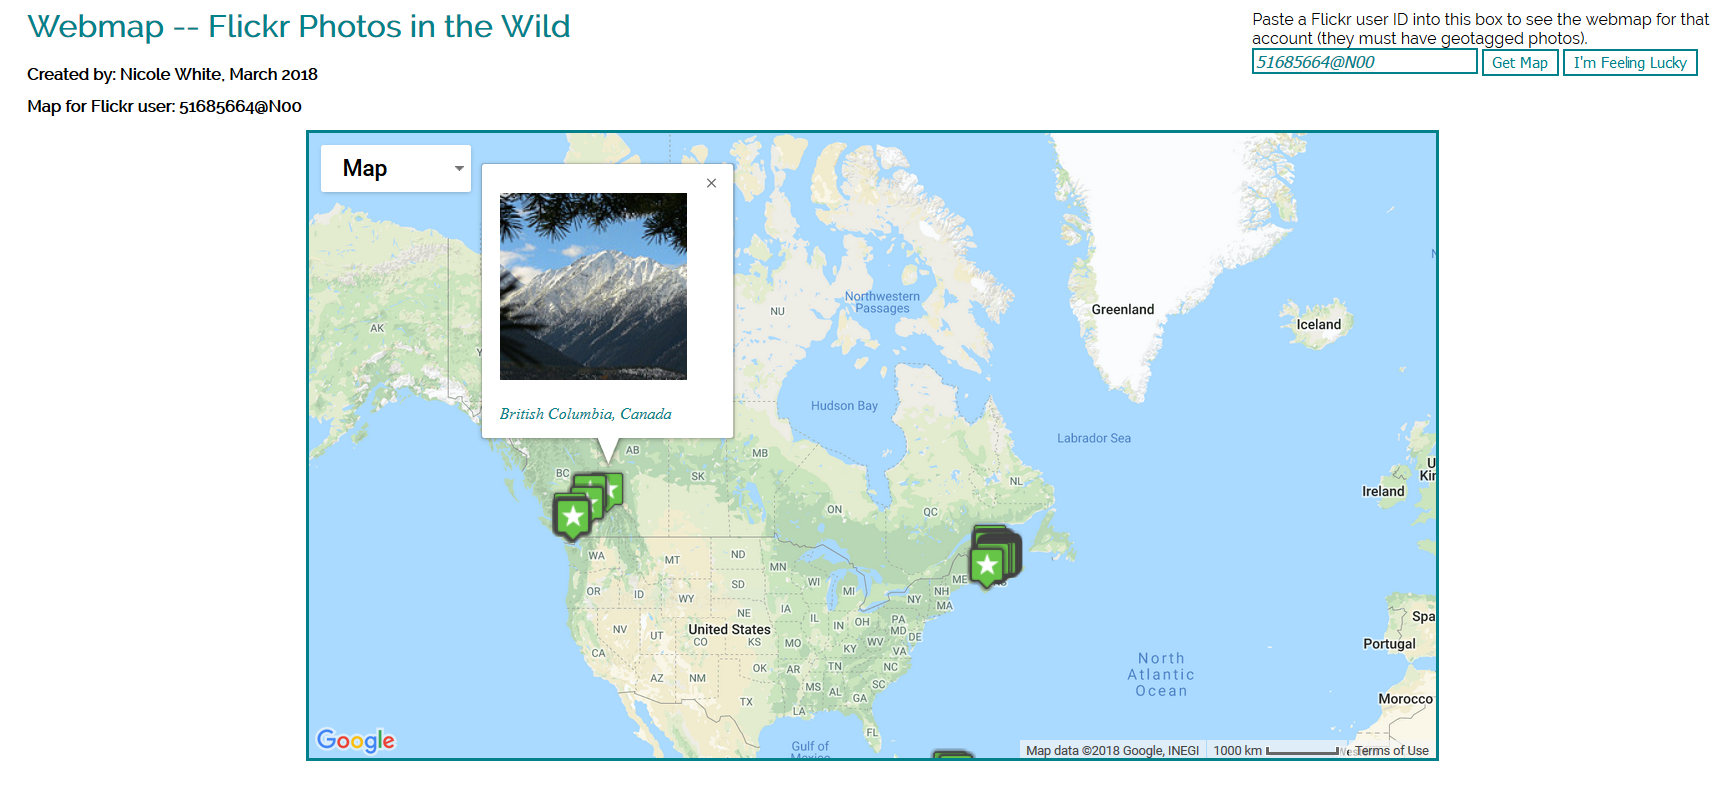 Webmap -- Flickr Photos in the Wild
Paste a Flickr user ID into this box to see the webmap for that
account (they must have geotagged photos).
51685664@N00
Get Map
I'm Feeling Lucky
Created by: Nicole White, March 2018
Map for Flickr user: 51685664@N00
Map
×
British Columbia, Canada
NU
Northwestern
Passages
Greenland
Iceland
AK
Hudson Bay
Labrador Sea
AB
MB
BC
SK
NL
ON
QC
Ireland
U
Kin
WA
MT
ND
MN
ME
OR
ID
SD
WI
MI
NH
NY
MA
WY
NE
IA
IL
IN
OH
PA
MD
DE
NV
UT
United States
CO
KS
MO
KY
WV
VA
CA
OK
AR
TN
NC
AZ
NM
MS
AL
GA
SC
TX
LA
FL
Gulf of
Mexico
North
Atlantic
Ocean
Spa
Portugal
Morocco
Google
Map data ©2018 Google, INEGI
1000 km
Terms of Use